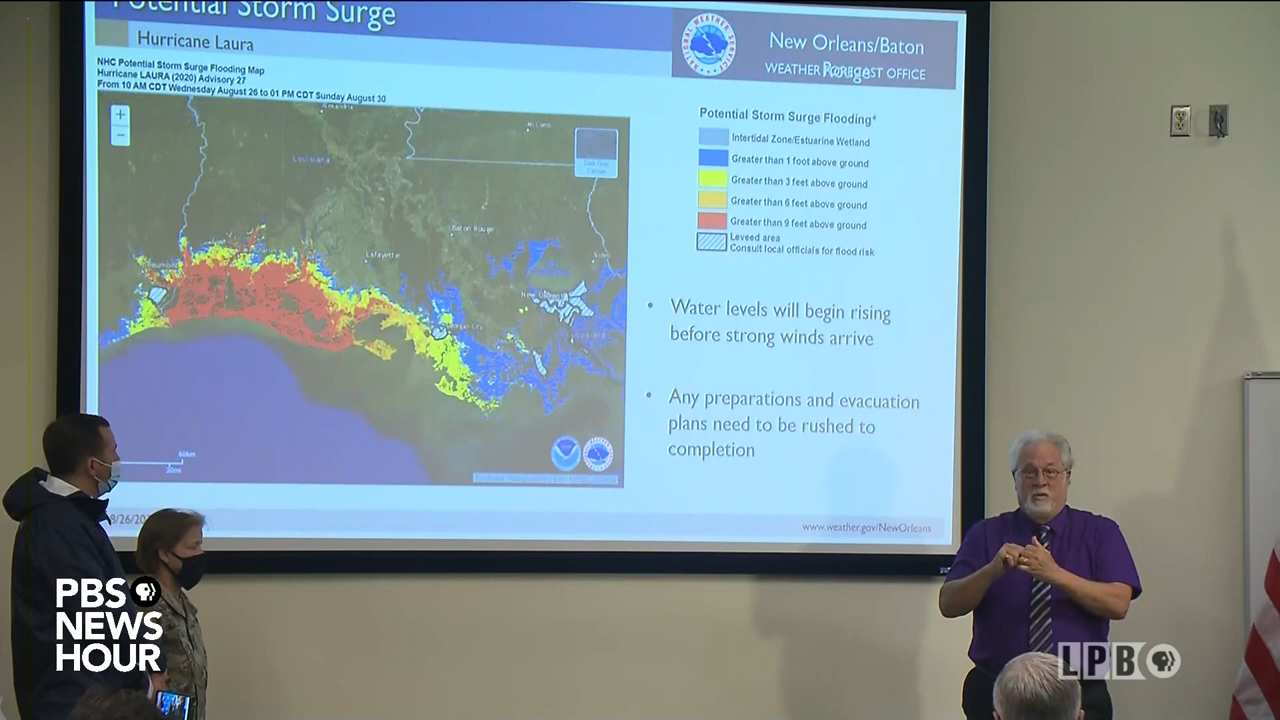 Potential Storm Surge
Hurricane Laura
New Orleans/Baton
Rouge
WEATHER FORECAST OFFICE
NHC Potential Storm Surge Flooding Map
Hurricane LAURA (2020) Advisory 27
From 10 AM CDT Wednesday August 26 to 01 PM CDT Sunday August 30
+
−
Alexandria
Louisiana
Baton Rouge
Lafayette
Potential Storm Surge Flooding*
Intertidal Zone/Estuarine Wetland
Greater than 1 foot above ground
Greater than 3 feet above ground
Greater than 6 feet above ground
Greater than 9 feet above ground
Leveed area
Consult local officials for flood risk
• Water levels will begin rising
before strong winds arrive
• Any preparations and evacuation
plans need to be rushed to
completion
www.weather.gov/NewOrleans
PBS
NEWS
HOUR
LPB